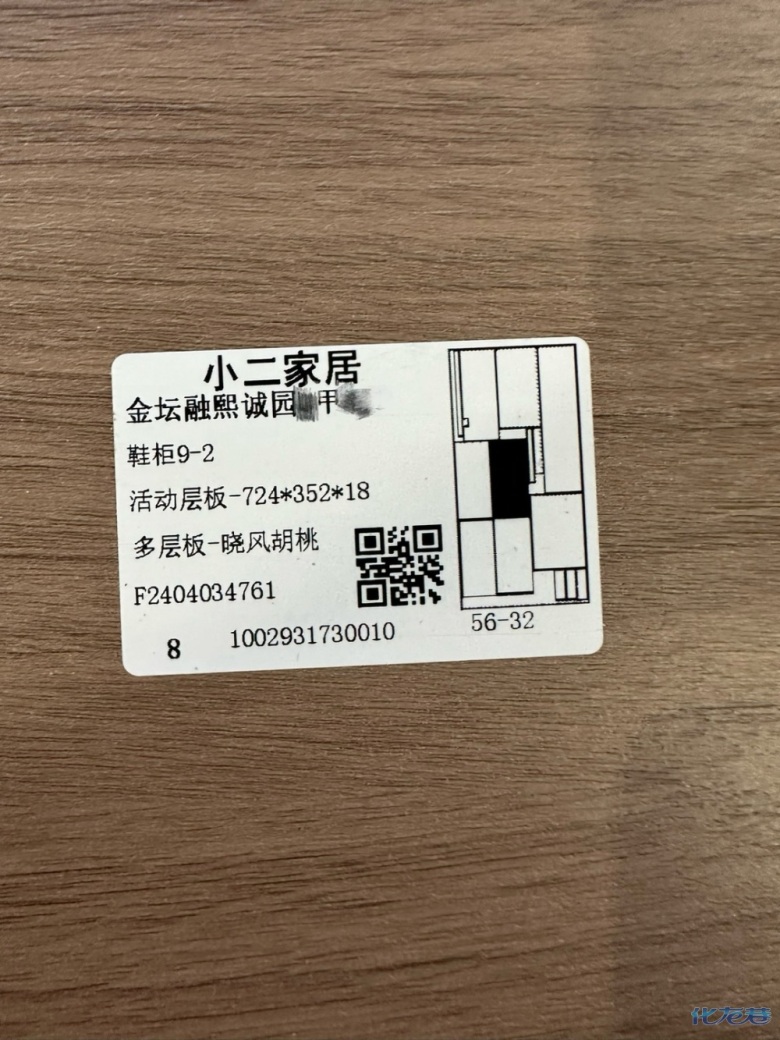 小二家居
金坛融熙诚园 甲
鞋柜9-2
活动层板-724*352*18
多层板-晓风胡桃
F2404034761
8 1002931730010
56-32
化龙巷